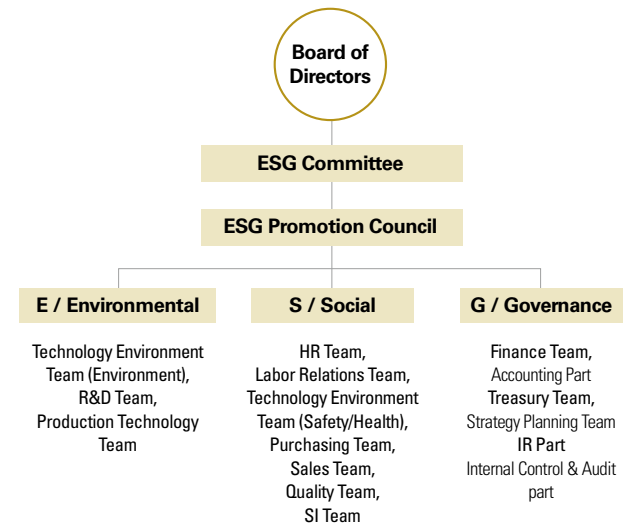 Board of
Directors
ESG Committee
ESG Promotion Council
E / Environmental
Technology Environment
Team (Environment),
R&D Team,
Production Technology
Team
S / Social
HR Team,
Labor Relations Team,
Technology Environment
Team (Safety/Health),
Purchasing Team,
Sales Team,
Quality Team,
SI Team
G / Governance
Finance Team,
Accounting Part
Treasury Team,
Strategy Planning Team
IR Part
Internal Control & Audit
part